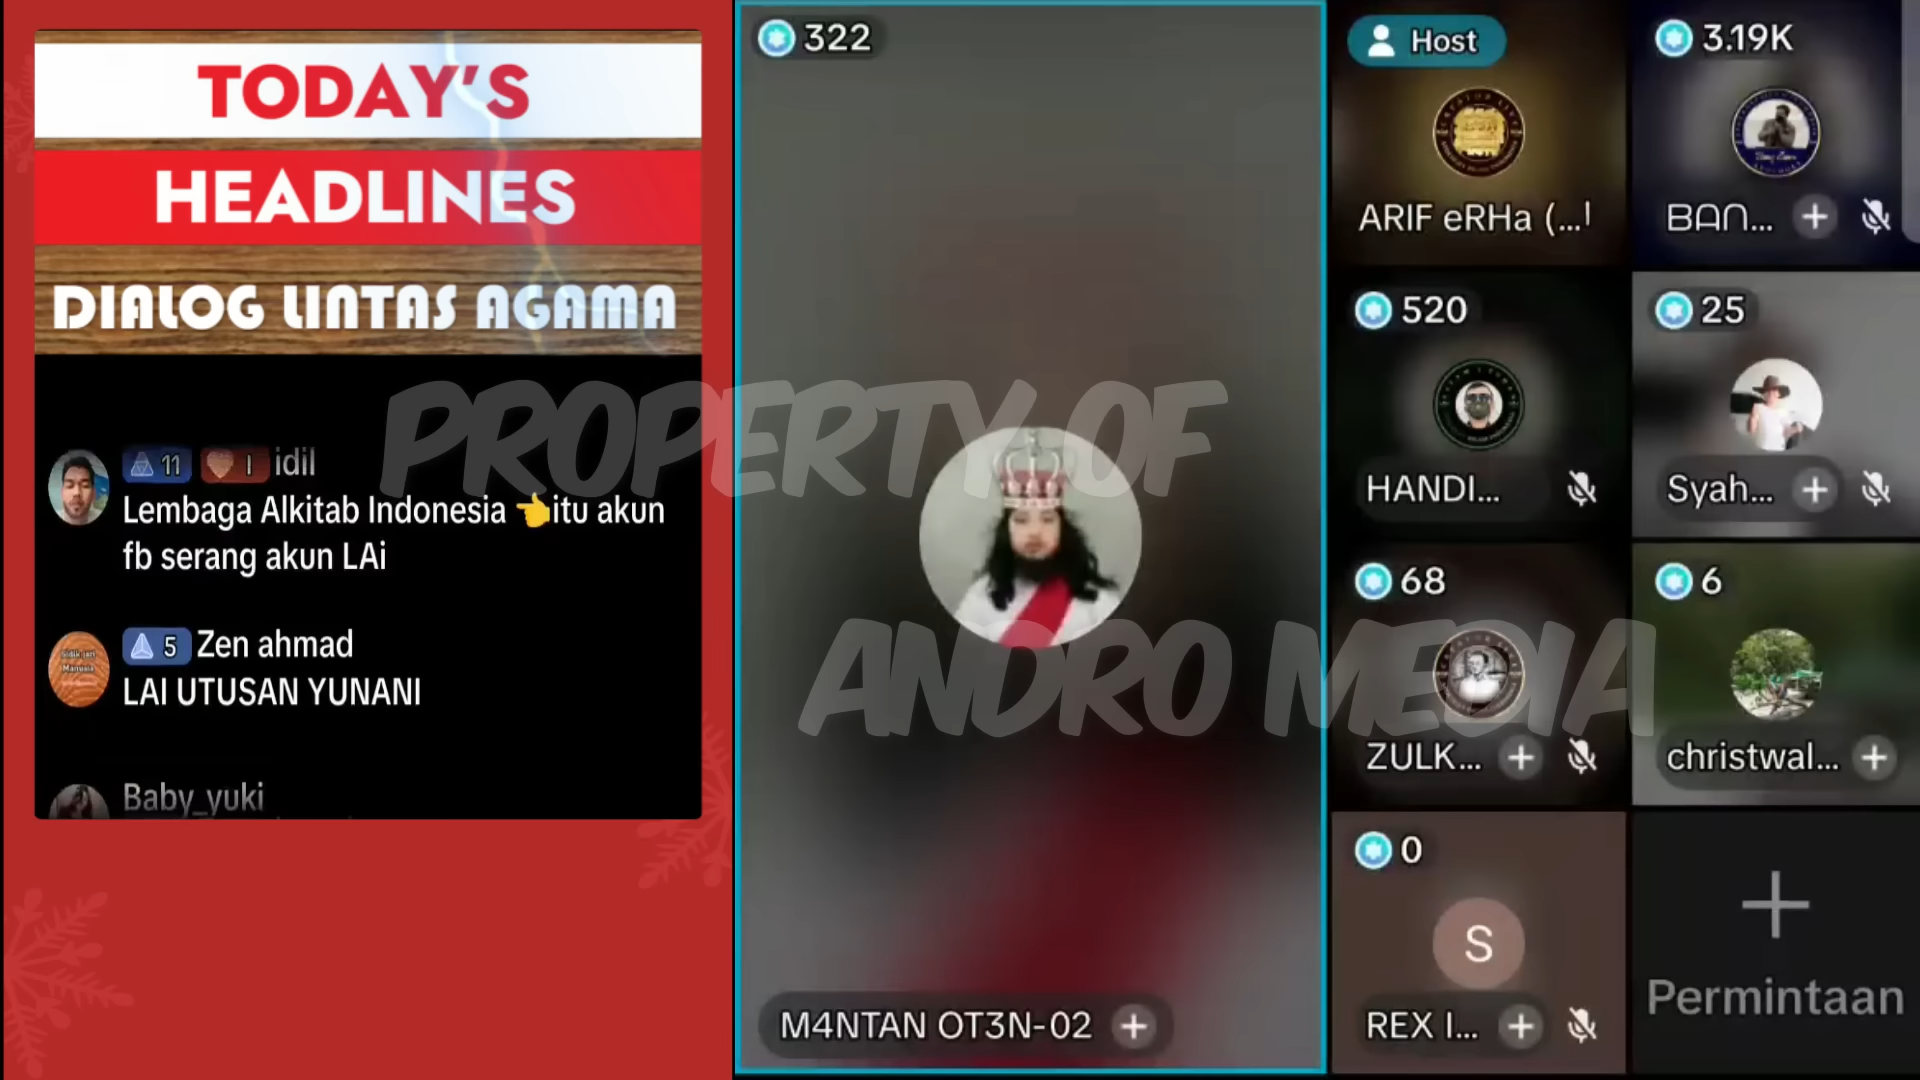 TODAY'S
HEADLINES
DIALOG LINTAS AGAMA
11 I idil
Lembaga Alkitab Indonesia 👈itu akun
fb serang akun LAi
5 Zen ahmad
LAI UTUSAN YUNANI
Baby_yuki
PROPERTY OF
ANDRO MEDIA
322
M4NTAN OT3N-02
Host
ARIF eRHa (...
3.19K
BAN...
520
HANDI...
25
Syah...
68
ZULK...
6
christwal...
0
S
REX I...
Permintaan